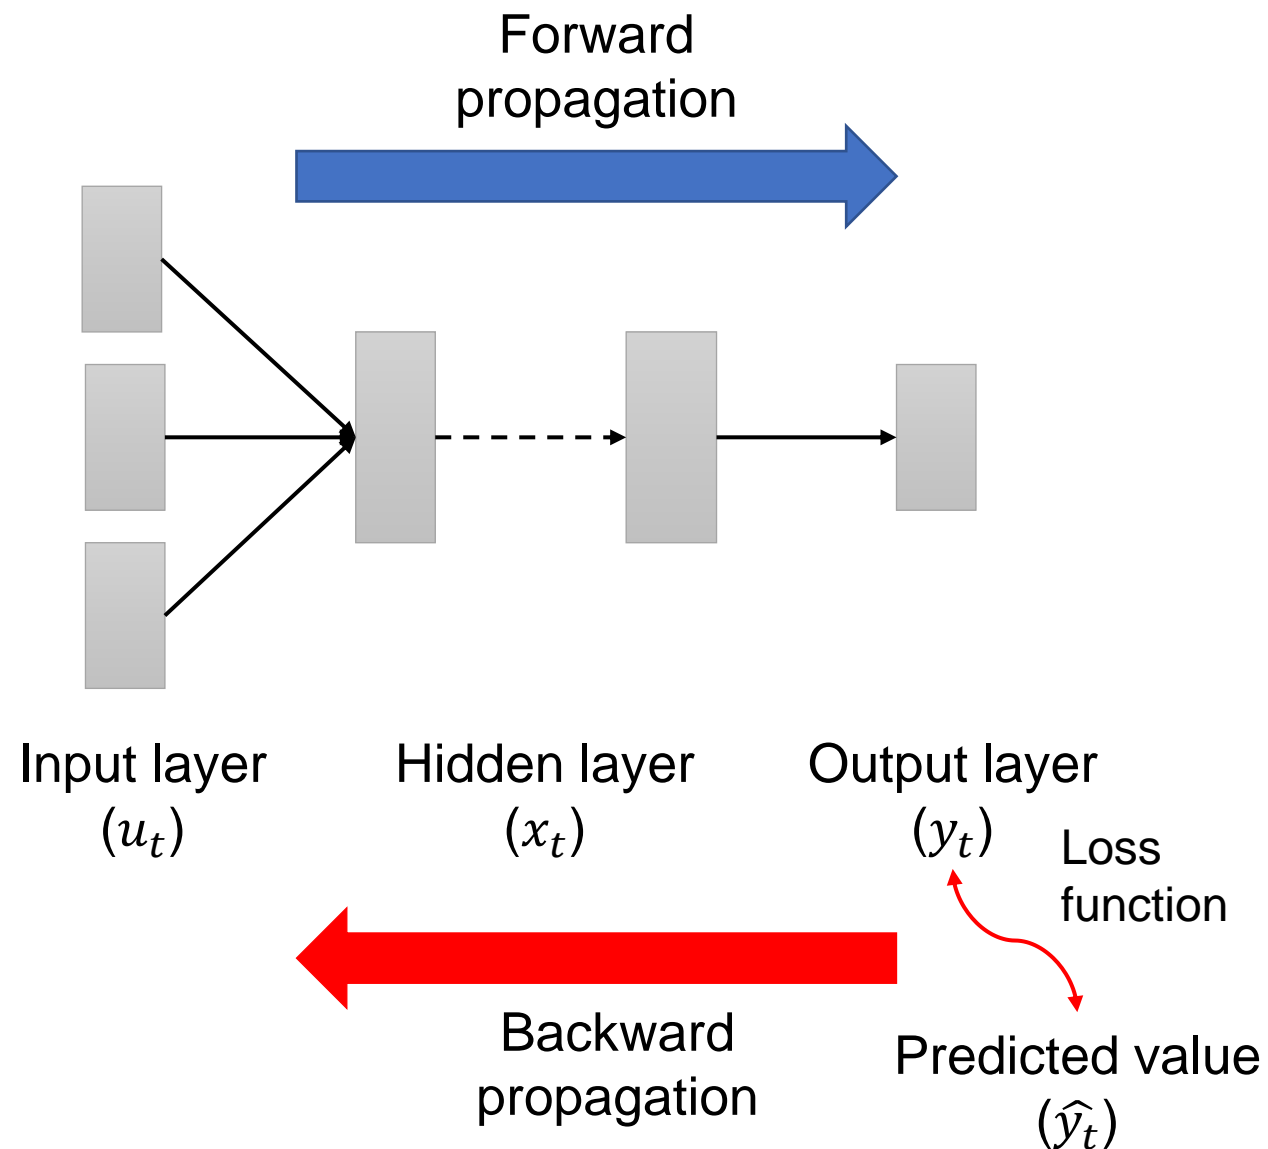 Forward
propagation
Input layer
(u_t)
Hidden layer
(x_t)
Output layer
(y_t)
Loss
function
Backward
propagation
Predicted value
(ŷ_t)